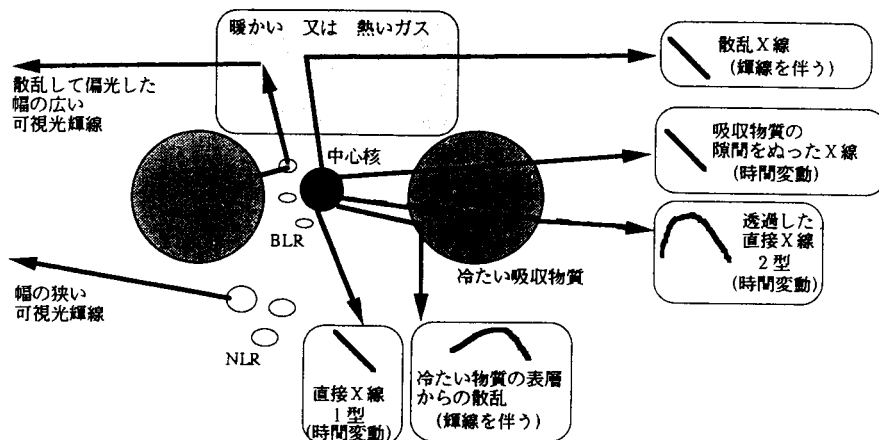 暖かい 又は 熱いガス
散乱X線
(輝線を伴う)
散乱して偏光した
幅の広い
可視光輝線
中心核
吸収物質の
隙間をぬったX線
(時間変動)
BLR
透過した
直接X線
2型
(時間変動)
冷たい吸収物質
幅の狭い
可視光輝線
NLR
直接X線
1型
(時間変動)
冷たい物質の表層
からの散乱
(輝線を伴う)